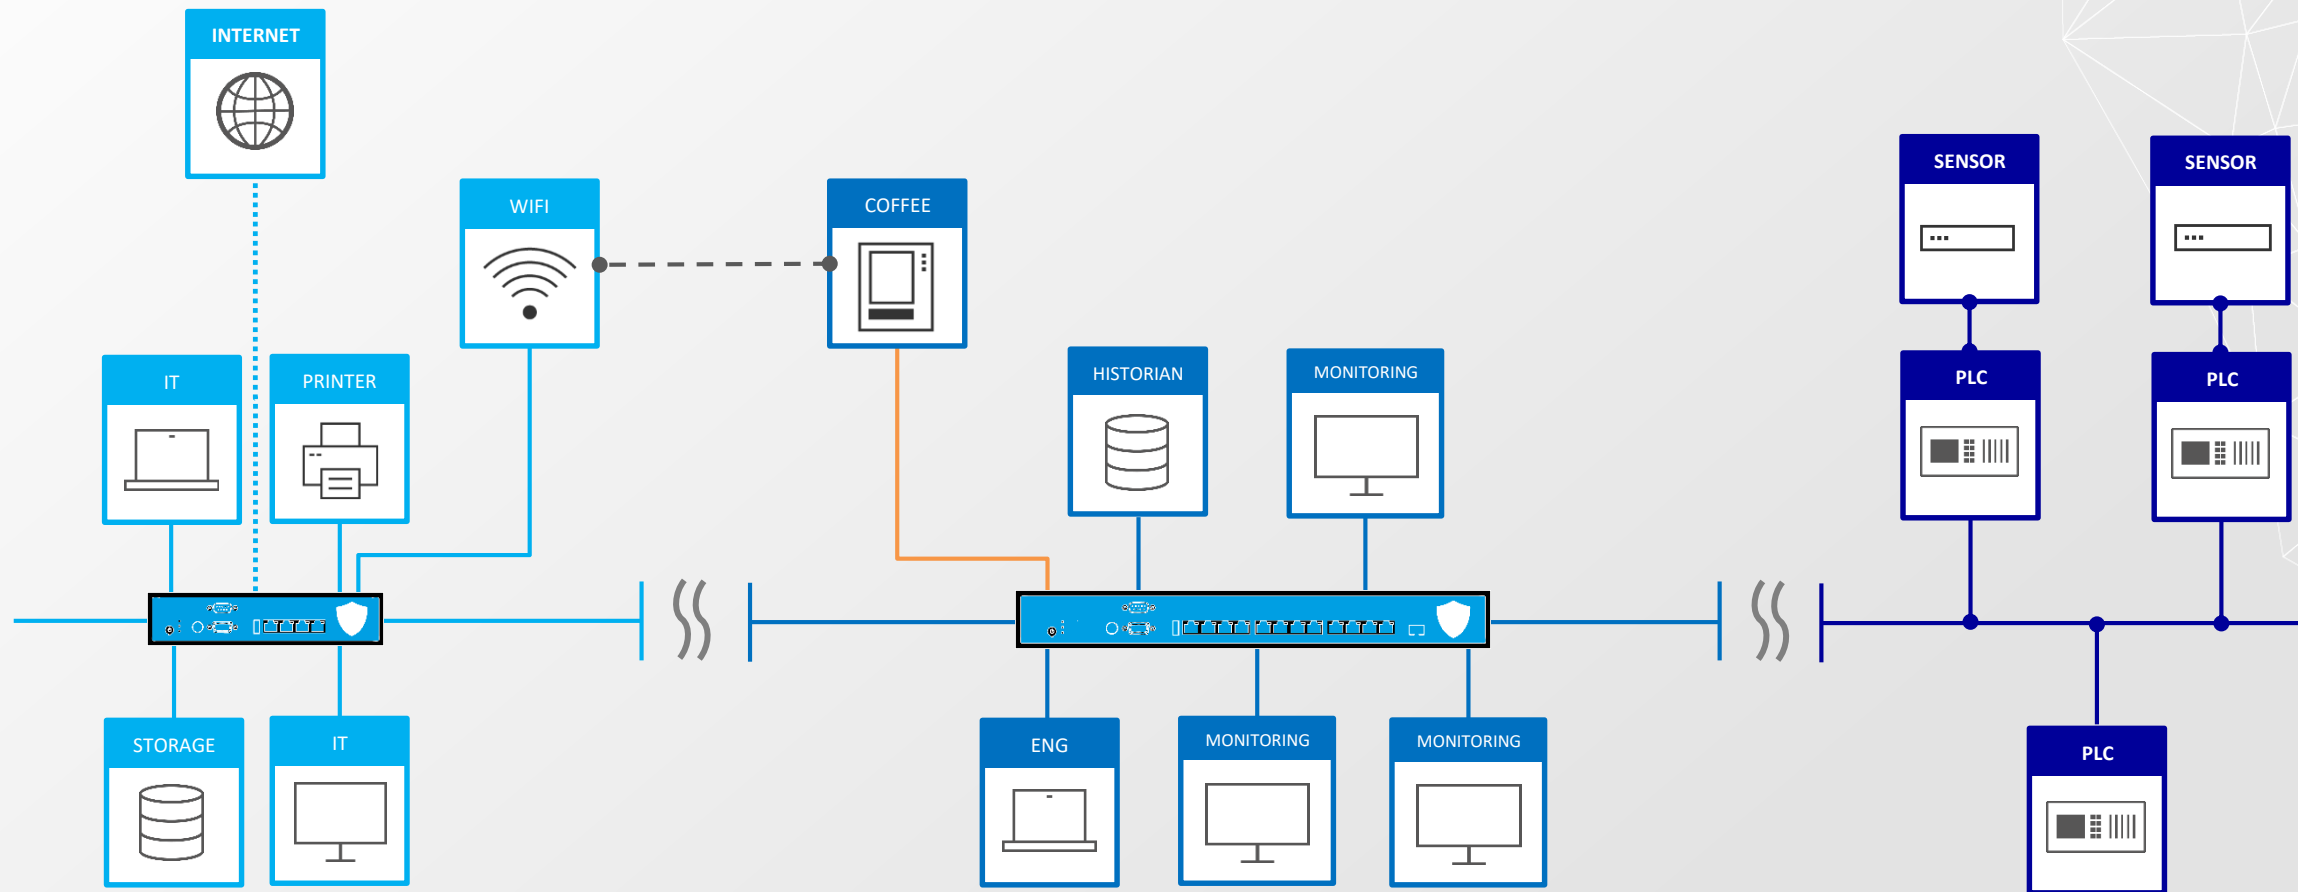 INTERNET
WIFI
COFFEE
SENSOR
SENSOR
IT
PRINTER
HISTORIAN
MONITORING
PLC
PLC
STORAGE
IT
ENG
MONITORING
MONITORING
PLC